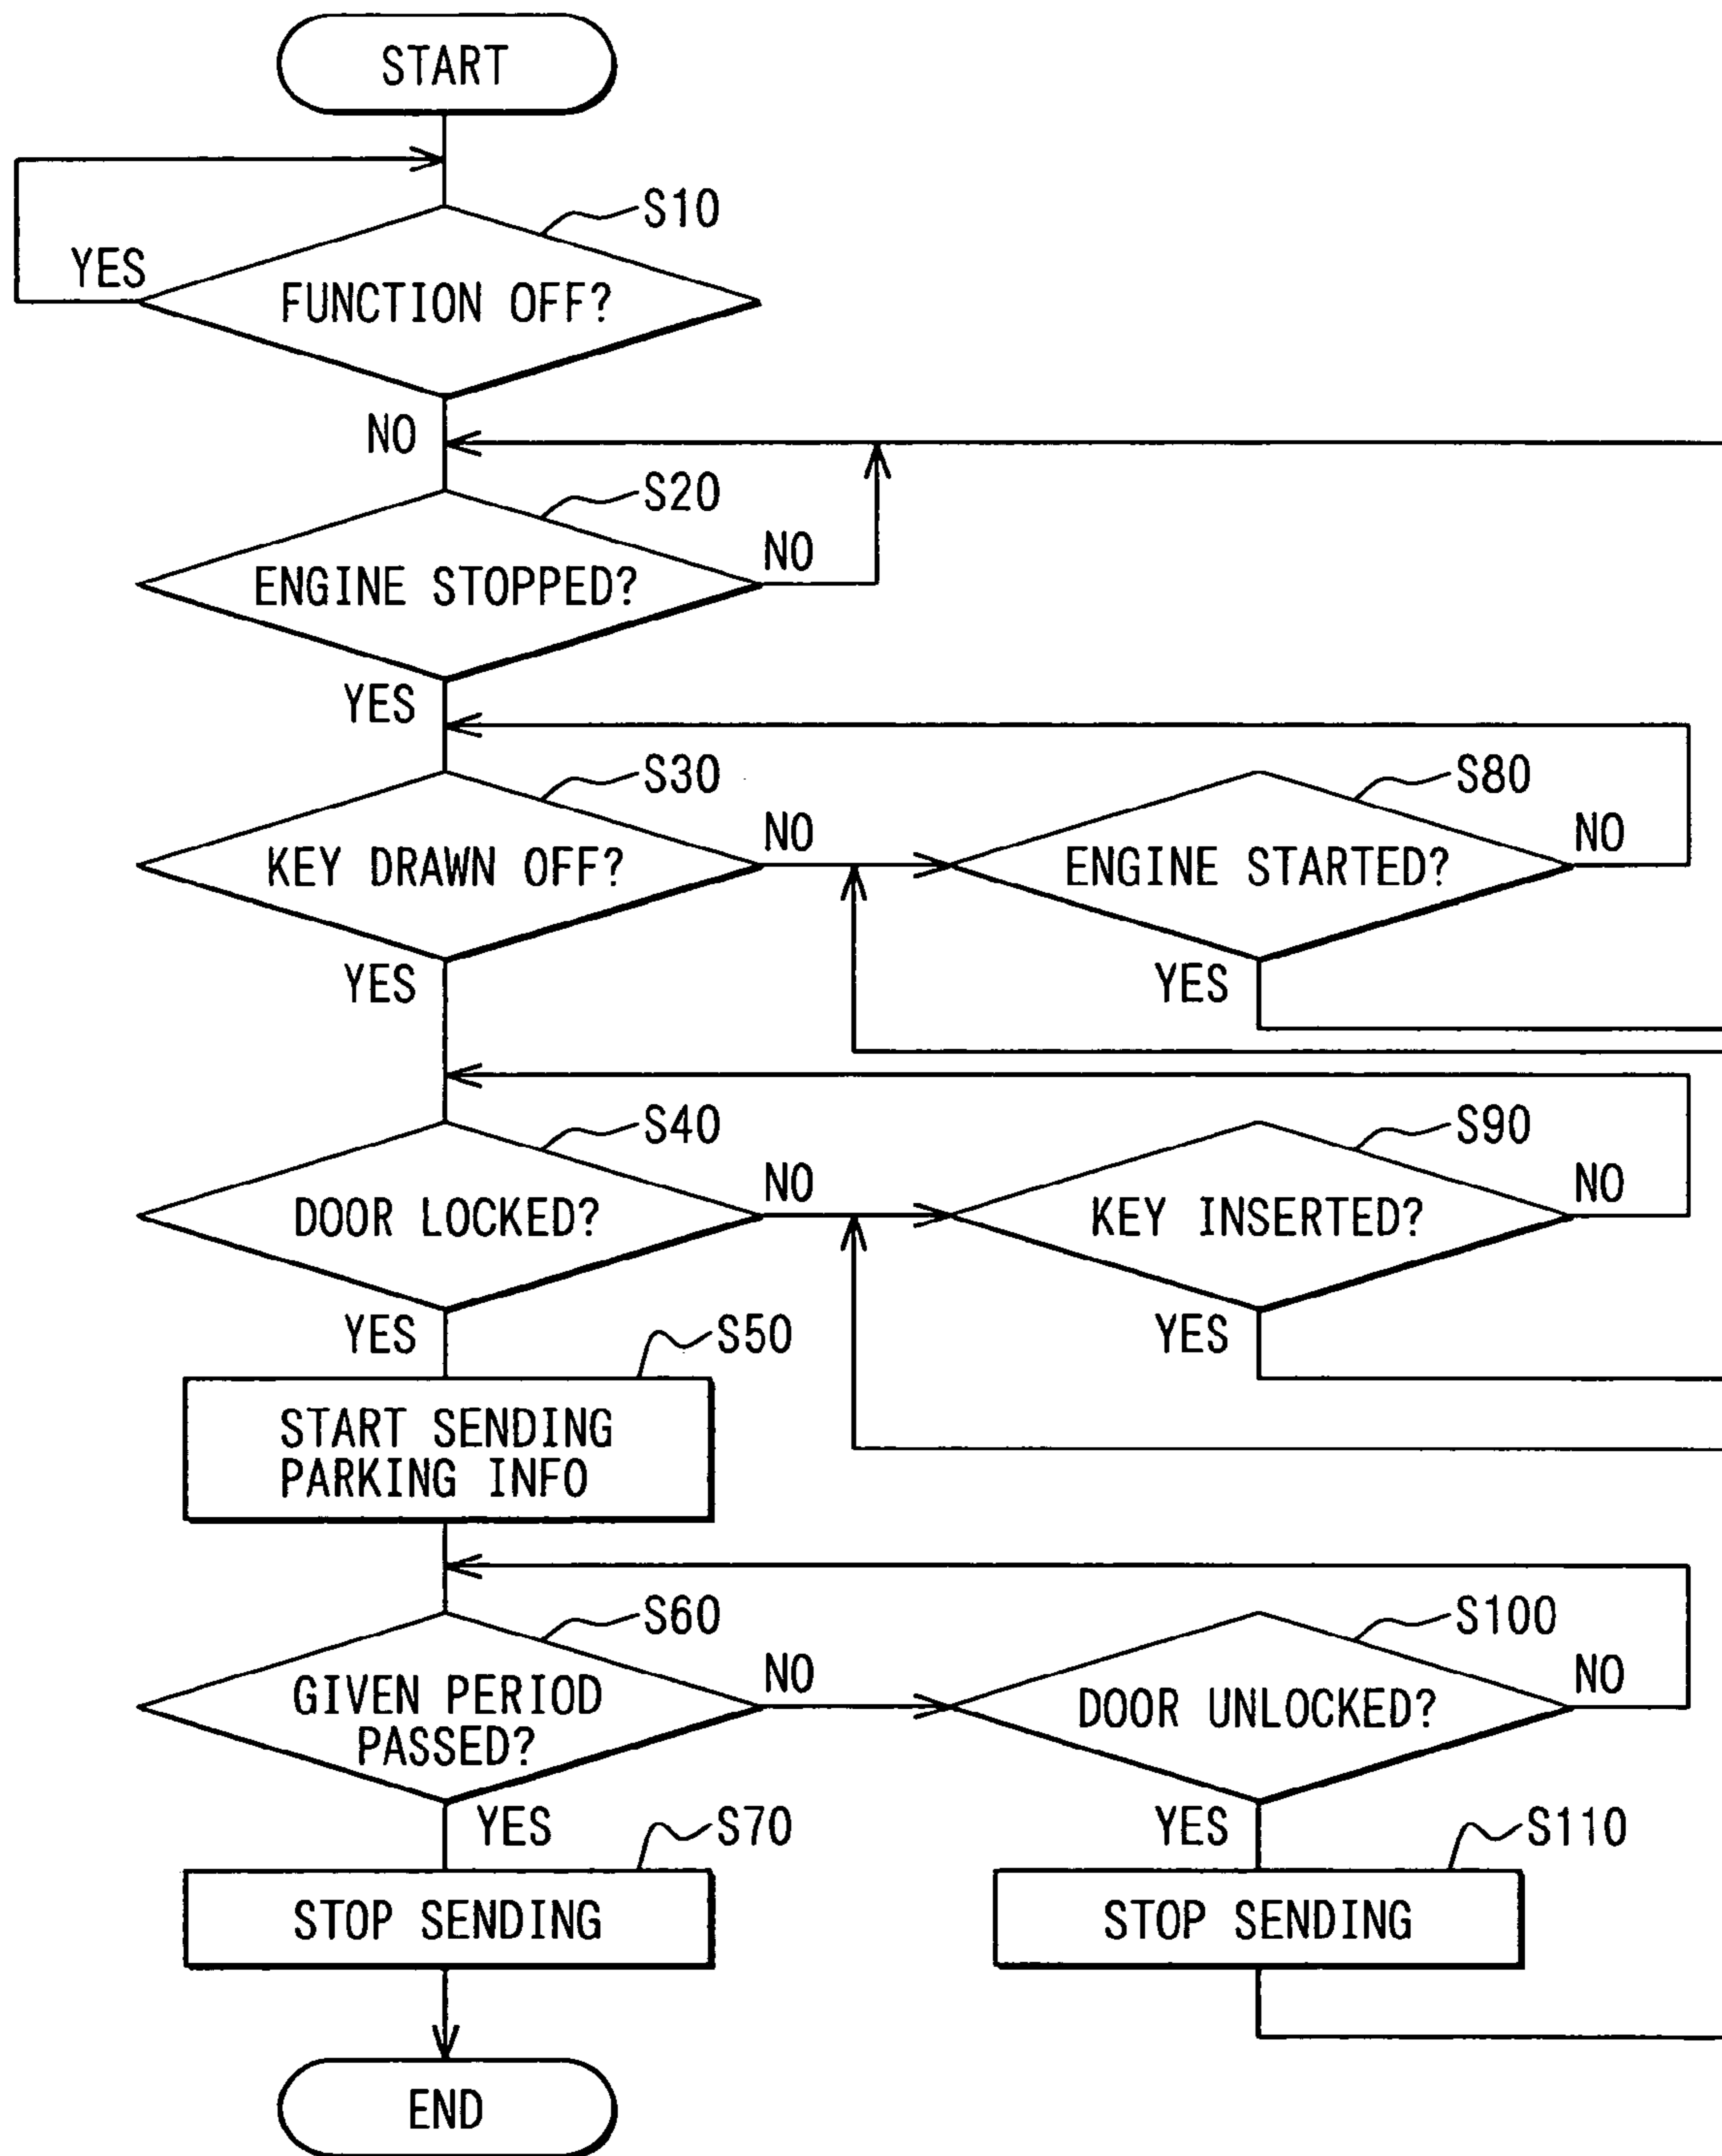 START
S10
YES
FUNCTION OFF?
NO
S20
NO
ENGINE STOPPED?
YES
S30
S80
NO
NO
KEY DRAWN OFF?
ENGINE STARTED?
YES
YES
S40
S90
NO
NO
DOOR LOCKED?
KEY INSERTED?
YES
YES
S50
START SENDING
PARKING INFO
S60
S100
NO
NO
GIVEN PERIOD
PASSED?
DOOR UNLOCKED?
YES
S70
YES
S110
STOP SENDING
STOP SENDING
END